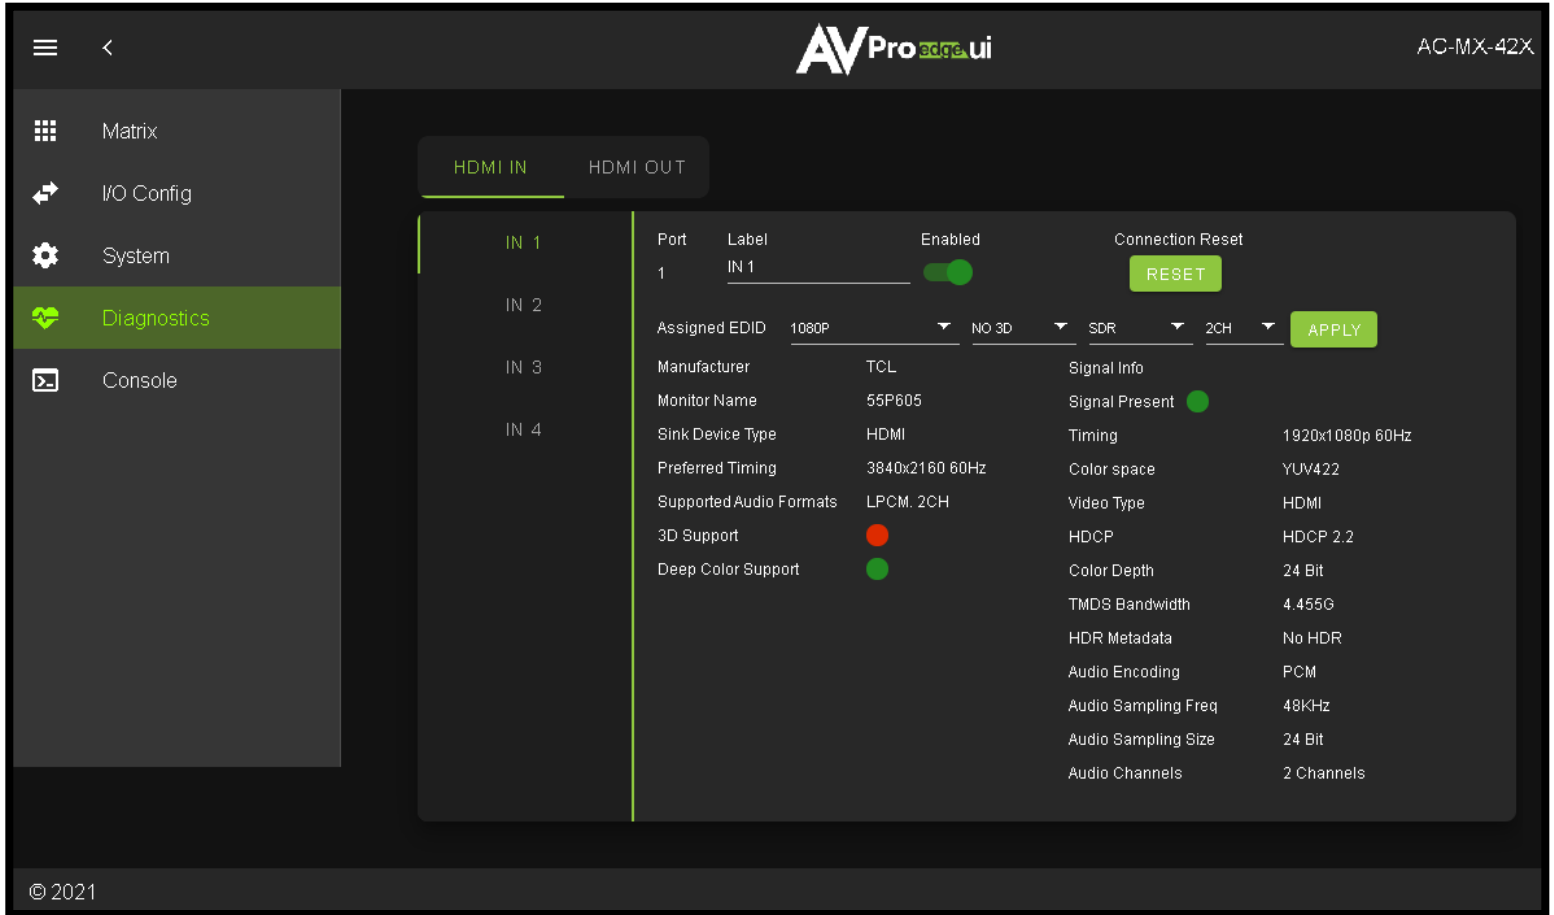 AVPro edge.ui
AC-MX-42X
Matrix
I/O Config
System
Diagnostics
Console
HDMI IN HDMI OUT
IN 1
IN 2
IN 3
IN 4
Port Label Enabled Connection Reset
1 IN 1 RESET
Assigned EDID 1080P NO 3D SDR 2CH APPLY
Manufacturer TCL
Monitor Name 55P605
Sink Device Type HDMI
Preferred Timing 3840x2160 60Hz
Supported Audio Formats LPCM. 2CH
3D Support
Deep Color Support
Signal Info
Signal Present
Timing 1920x1080p 60Hz
Color space YUV422
Video Type HDMI
HDCP HDCP 2.2
Color Depth 24 Bit
TMDS Bandwidth 4.455G
HDR Metadata No HDR
Audio Encoding PCM
Audio Sampling Freq 48KHz
Audio Sampling Size 24 Bit
Audio Channels 2 Channels
© 2021